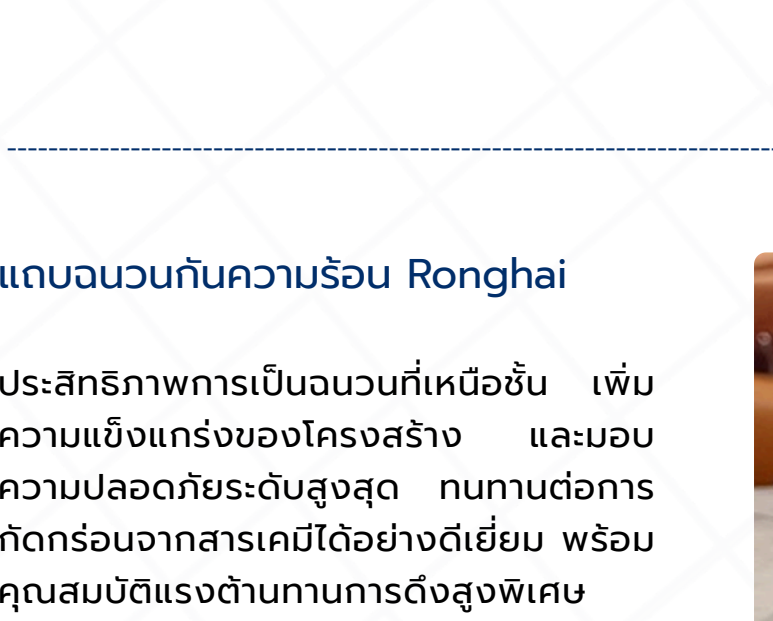 แถบฉนวนกันความร้อน Ronghai
ประสิทธิภาพการเป็นฉนวนที่เหนือชั้น เพิ่ม
ความแข็งแกร่งของโครงสร้าง และมอบ
ความปลอดภัยระดับสูงสุด ทนทานต่อการ
กัดกร่อนจากสารเคมีได้อย่างดีเยี่ยม พร้อม
คุณสมบัติแรงต้านทานการดึงสูงพิเศษ